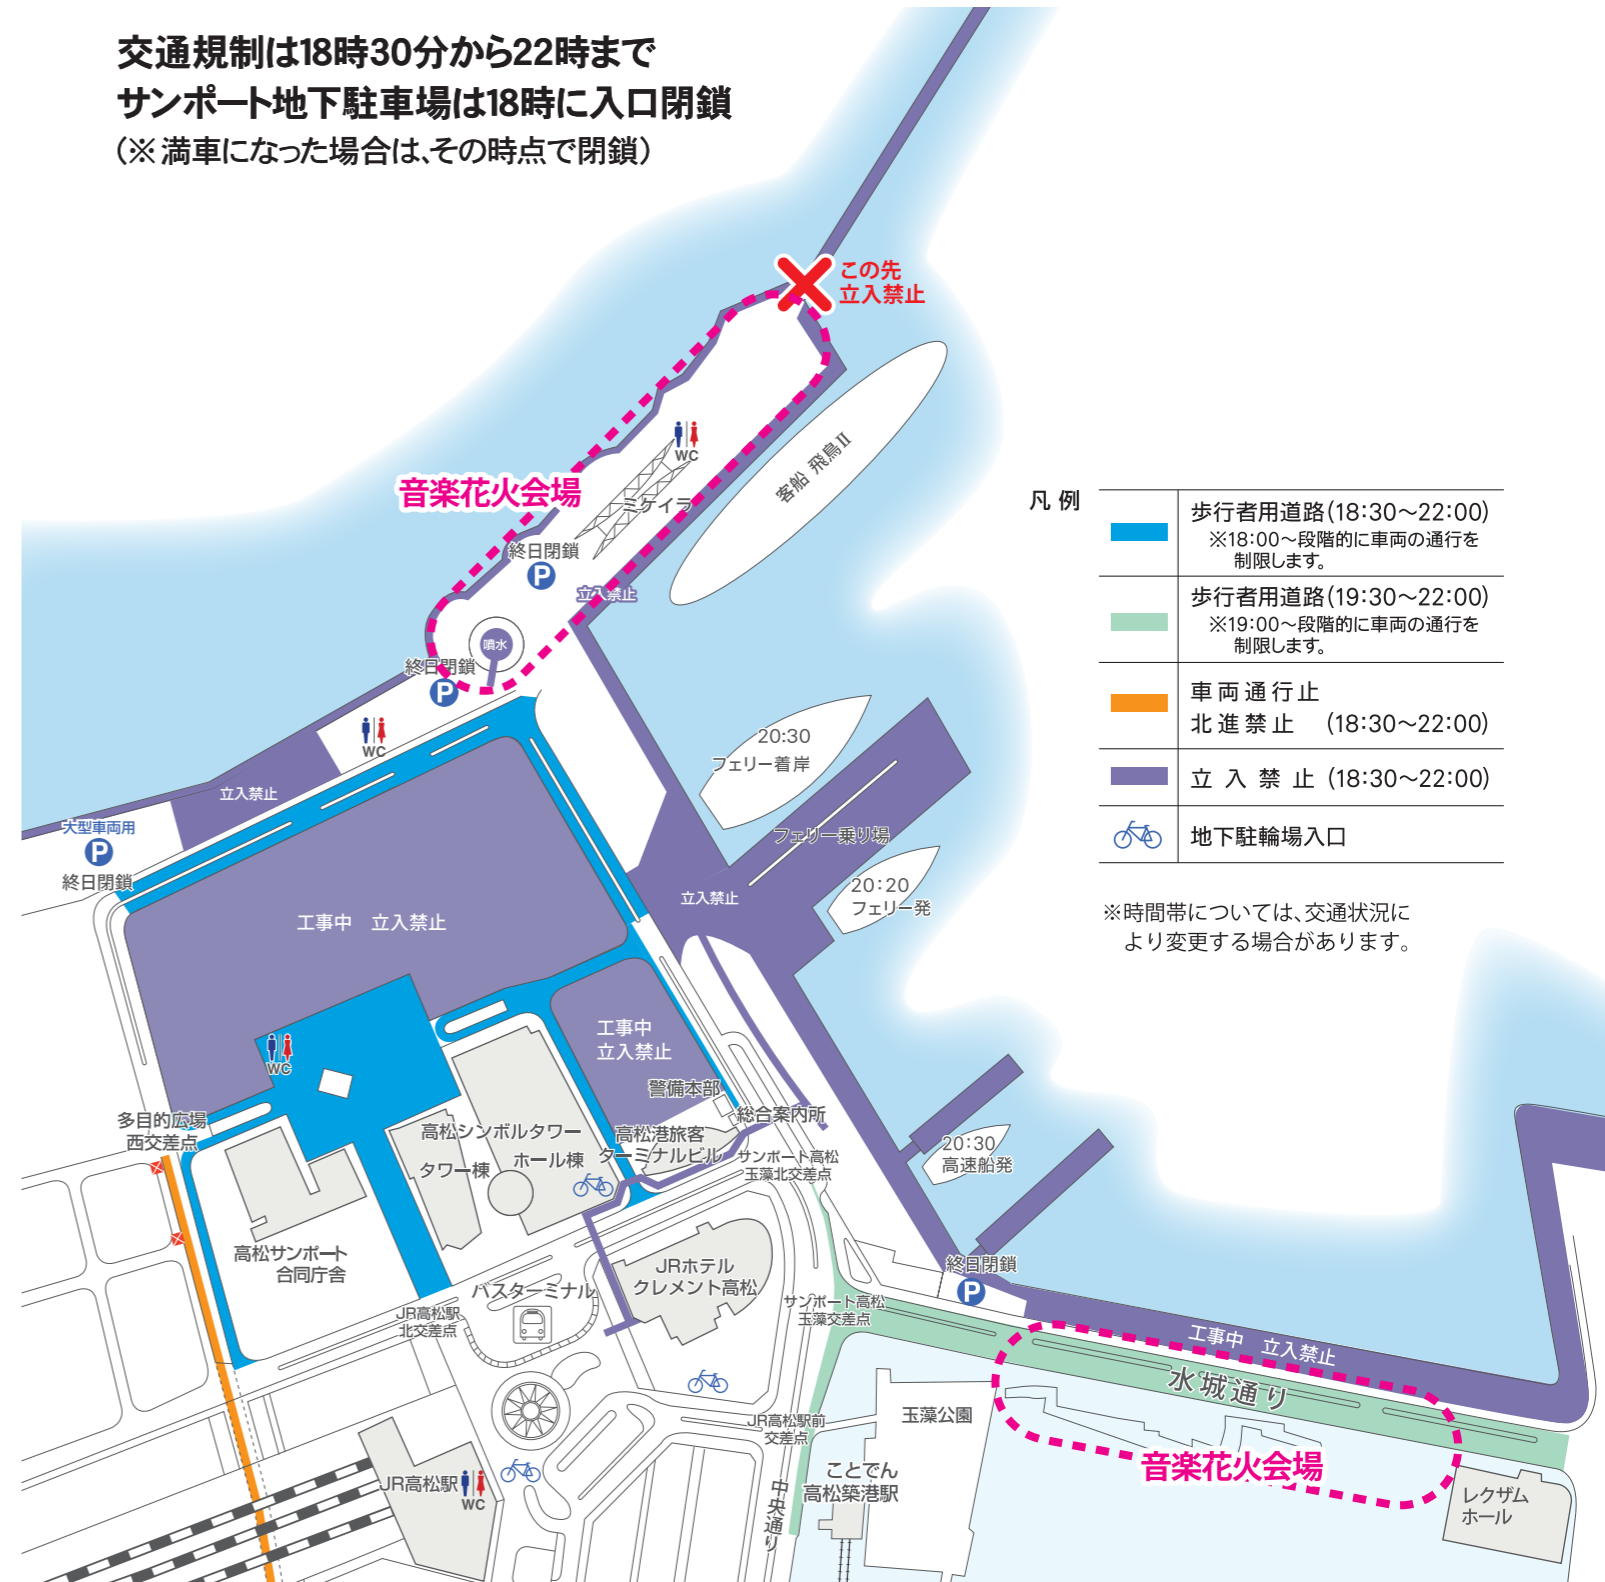 交通規制は18時30分から22時まで
サンポート地下駐車場は18時に入口閉鎖
(※満車になった場合は、その時点で閉鎖)
この先
立入禁止
WC
客船 飛鳥Ⅱ
音楽花火会場
ミケイラ
終日閉鎖
P
立入禁止
噴水
終日閉鎖
P
WC
立入禁止
大型車両用
P
終日閉鎖
20:30
フェリー着岸
フェリー乗り場
20:20
フェリー発
立入禁止
工事中 立入禁止
工事中
立入禁止
WC
警備本部
総合案内所
多目的広場
西交差点
高松シンボルタワー
タワー棟
ホール棟
高松港旅客
ターミナルビル
サンポート高松
玉藻北交差点
20:30
高速船発
高松サンポート
合同庁舎
JRホテル
クレメント高松
終日閉鎖
P
バスターミナル
JR高松駅
北交差点
サンポート高松
玉藻交差点
工事中 立入禁止
水城通り
玉藻公園
JR高松駅前
交差点
音楽花火会場
ことでん
高松築港駅
中央通り
JR高松駅
WC
レクザム
ホール
凡例
歩行者用道路(18:30〜22:00)
※18:00〜段階的に車両の通行を
制限します。
歩行者用道路(19:30〜22:00)
※19:00〜段階的に車両の通行を
制限します。
車両通行止
北進禁止 (18:30〜22:00)
立入禁止 (18:30〜22:00)
地下駐輪場入口
※時間帯については、交通状況に
より変更する場合があります。